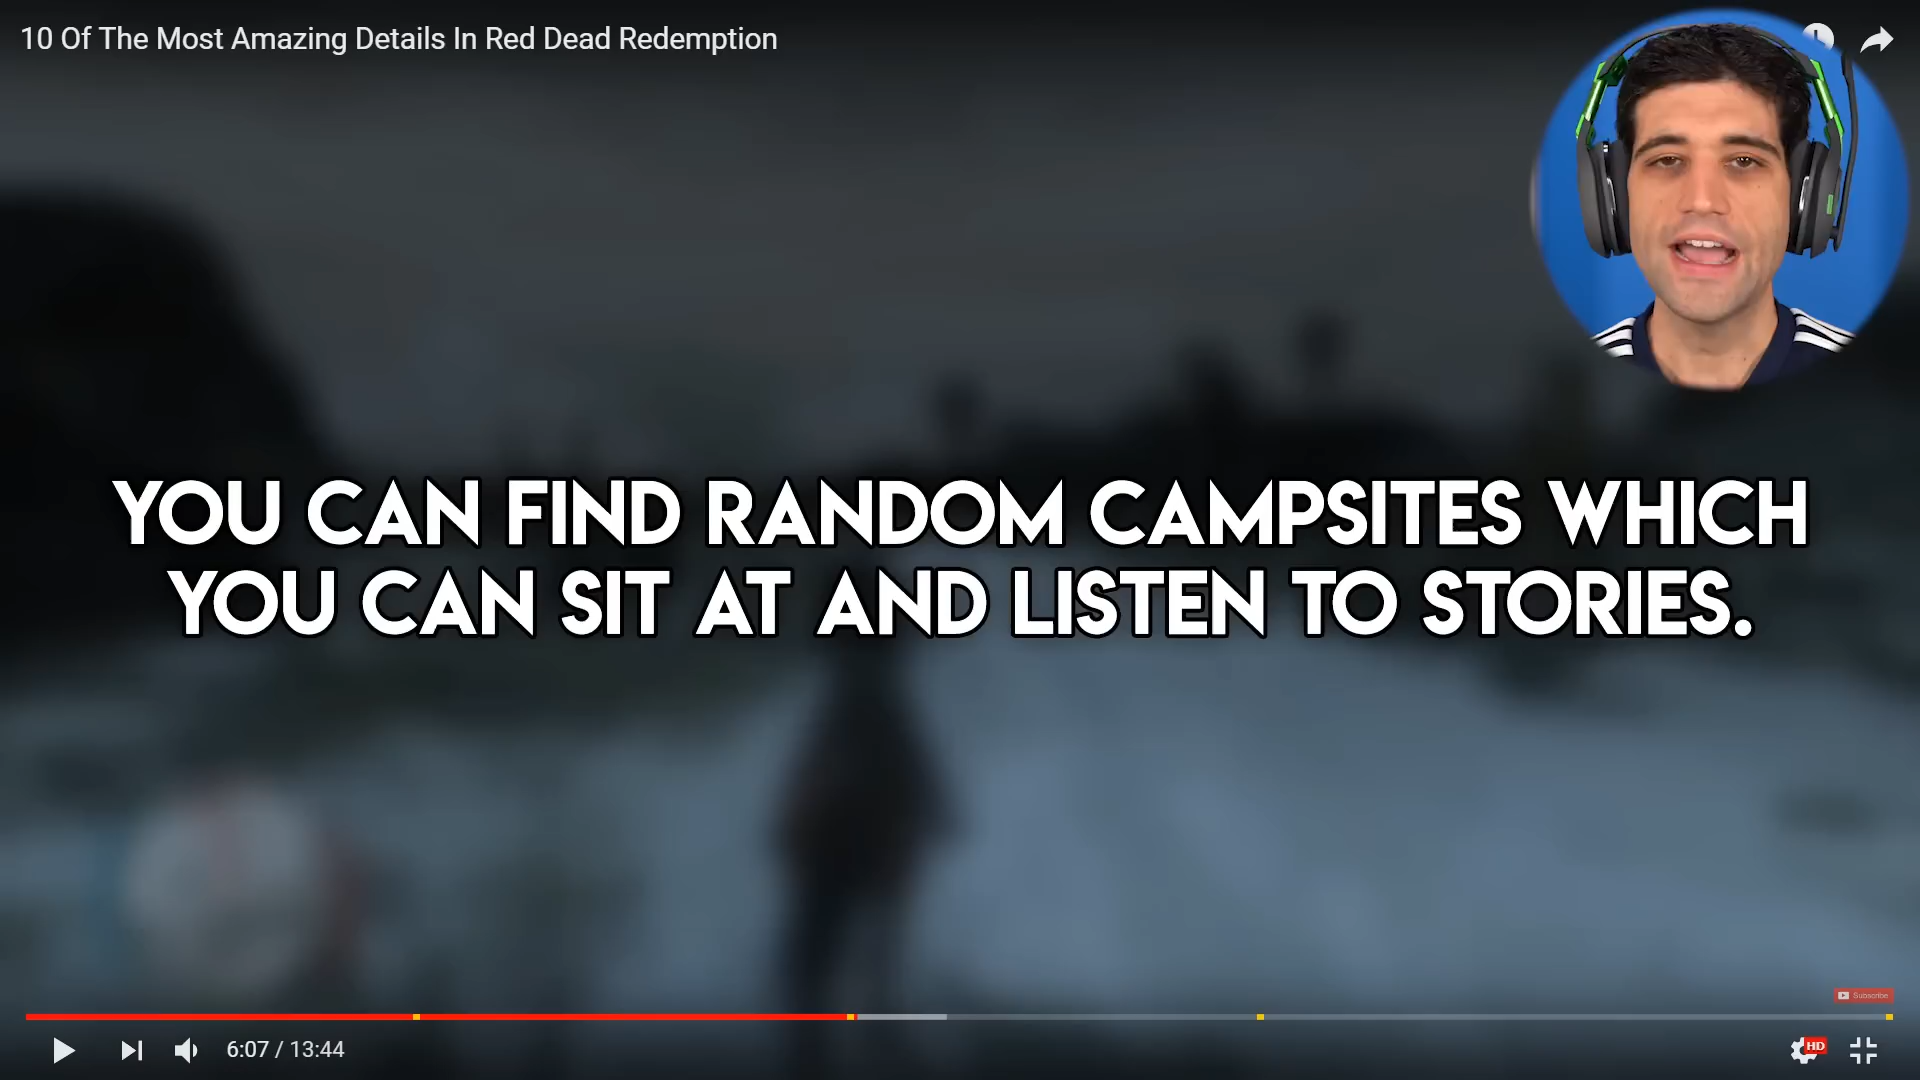 10 Of The Most Amazing Details In Red Dead Redemption
YOU CAN FIND RANDOM CAMPSITES WHICH
YOU CAN SIT AT AND LISTEN TO STORIES.
Subscribe
6:07 / 13:44
HD